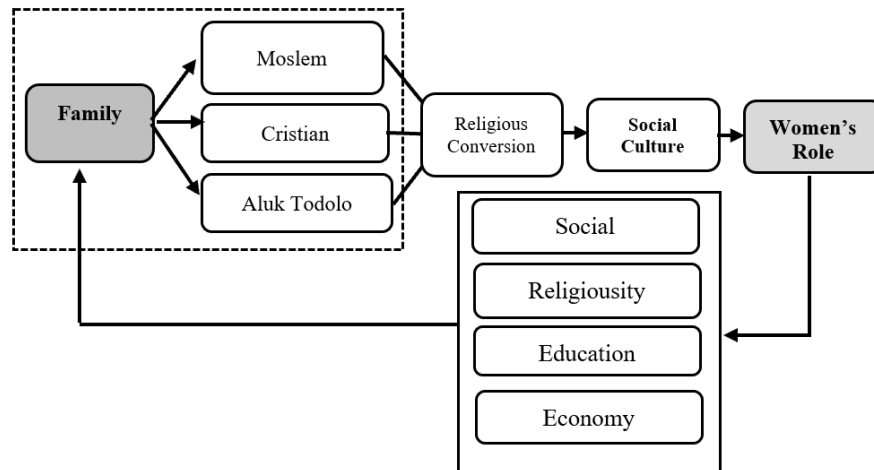 Family
Moslem
Cristian
Aluk Todolo
Religious
Conversion
Social
Culture
Women's
Role
Social
Religiousity
Education
Economy